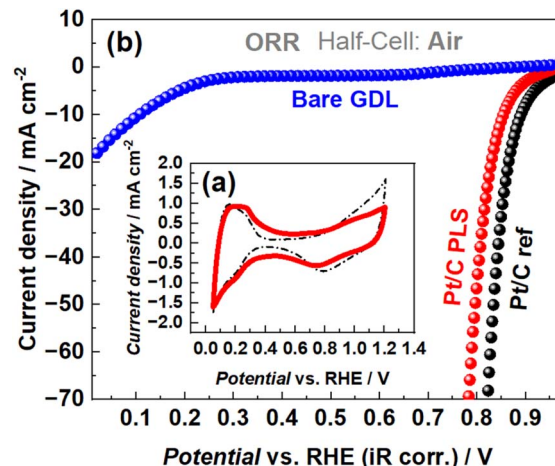 (b)
ORR Half-Cell: Air
Bare GDL
Pt/C PLS
Pt/C ref
Current density / mA cm⁻²
10
0
−10
−20
−30
−40
−50
−60
−70
0.1 0.2 0.3 0.4 0.5 0.6 0.7 0.8 0.9
Potential vs. RHE (iR corr.) / V
(a)
Current density / mA cm⁻²
2.0
1.5
1.0
0.5
0.0
−0.5
−1.0
−1.5
−2.0
0.0 0.2 0.4 0.6 0.8 1.0 1.2 1.4
Potential vs. RHE / V